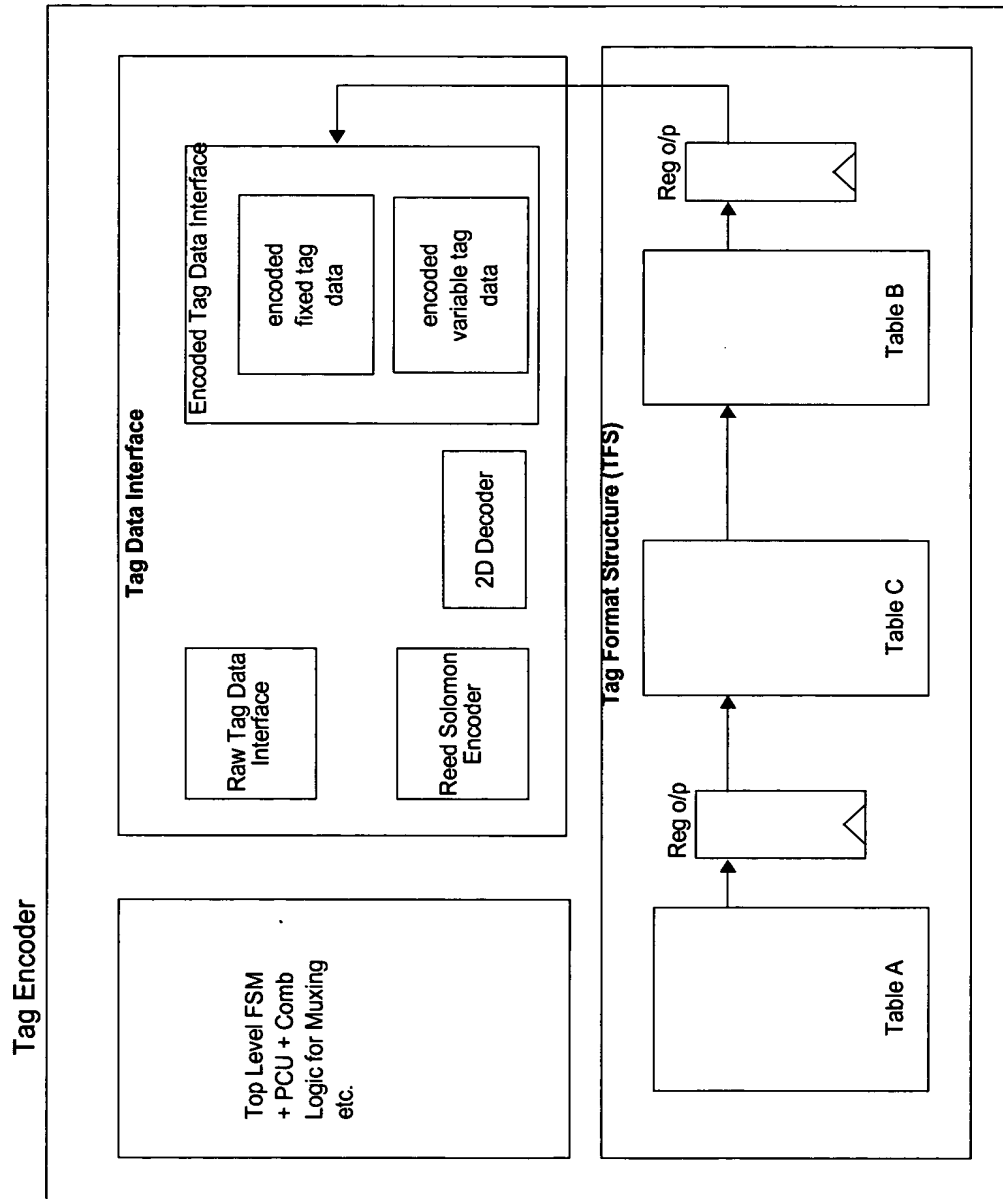 Tag Encoder
Top Level FSM
+ PCU + Comb
Logic for Muxing
etc.
Tag Data Interface
Raw Tag Data
Interface
Reed Solomon
Encoder
2D Decoder
Encoded Tag Data Interface
encoded
fixed tag
data
encoded
variable tag
data
Tag Format Structure (TFS)
Table A
Reg o/p
Table C
Table B
Reg o/p